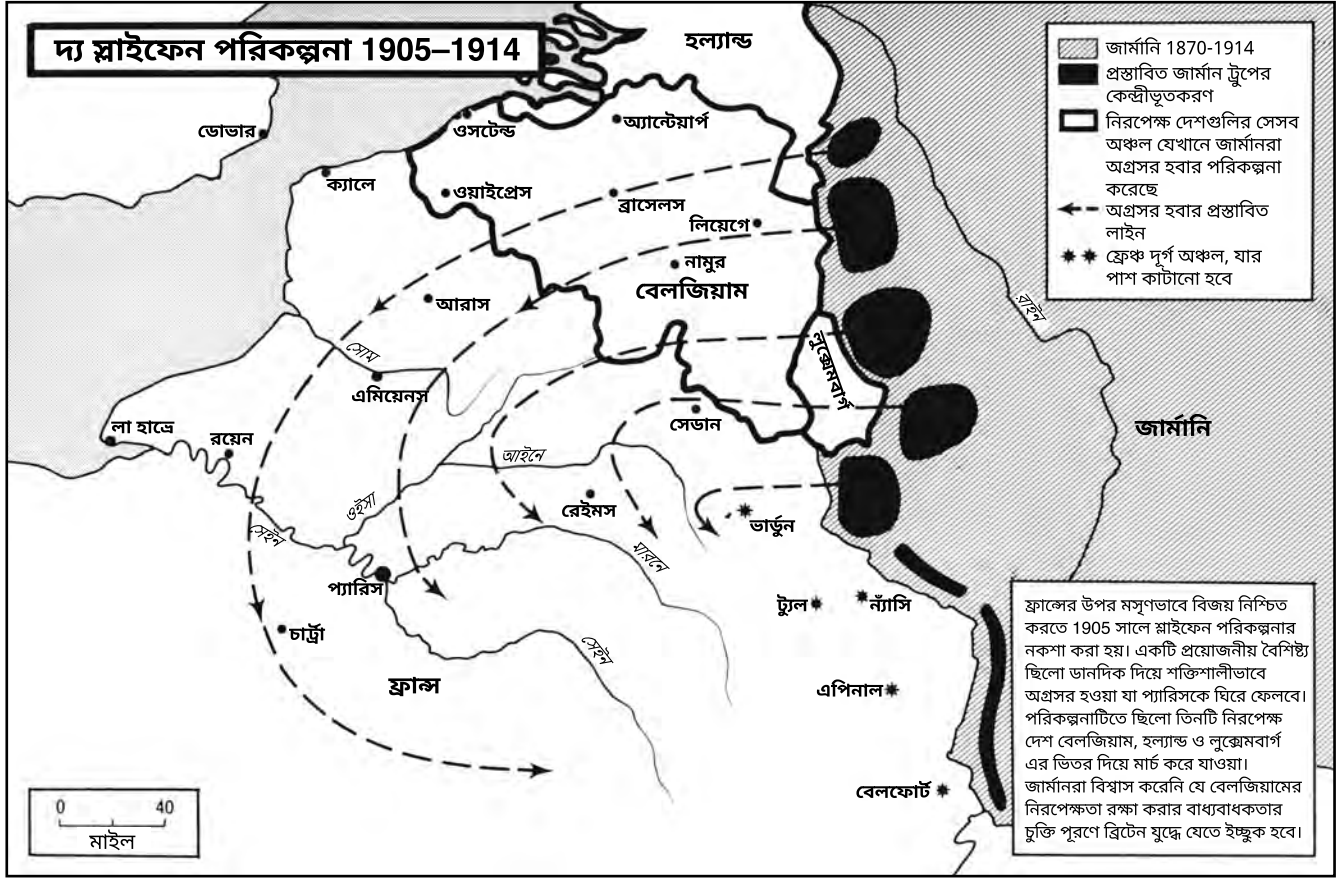 দ্য স্লাইফেন পরিকল্পনা 1905–1914
হল্যান্ড
জার্মানি 1870-1914
প্রস্তাবিত জার্মান ট্রুপের
কেন্দ্রীভূতকরণ
নিরপেক্ষ দেশগুলির সেসব
অঞ্চল যেখানে জার্মানরা
অগ্রসর হবার পরিকল্পনা
করেছে
অগ্রসর হবার প্রস্তাবিত
লাইন
ফ্রেঞ্চ দূর্গ অঞ্চল, যার
পাশ কাটানো হবে
ডোভার
ওসটেন্ড
অ্যান্টেয়ার্প
ক্যালে
ওয়াইপ্রেস
ব্রাসেলস
লিয়েগে
নামুর
বেলজিয়াম
আরাস
রাইন
সোম
লুক্সেমবার্গ
এমিয়েনস
সেডান
লা হাভ্রে
রয়েন
জার্মানি
আইনে
ওইসা
রেইমস
ভার্ডুন
সেইন
মারনে
প্যারিস
ট্যুল
ন্যাঁসি
চার্ট্রা
সেইন
ফ্রান্স
এপিনাল
বেলফোর্ট
ফ্রান্সের উপর মসৃণভাবে বিজয় নিশ্চিত
করতে 1905 সালে শ্লাইফেন পরিকল্পনার
নকশা করা হয়। একটি প্রয়োজনীয় বৈশিষ্ট্য
ছিলো ডানদিক দিয়ে শক্তিশালীভাবে
অগ্রসর হওয়া যা প্যারিসকে ঘিরে ফেলবে।
পরিকল্পনাটিতে ছিলো তিনটি নিরপেক্ষ
দেশ বেলজিয়াম, হল্যান্ড ও লুক্সেমবার্গ
এর ভিতর দিয়ে মার্চ করে যাওয়া।
জার্মানরা বিশ্বাস করেনি যে বেলজিয়ামের
নিরপেক্ষতা রক্ষা করার বাধ্যবাধকতার
চুক্তি পূরণে ব্রিটেন যুদ্ধে যেতে ইচ্ছুক হবে।
0 40
মাইল